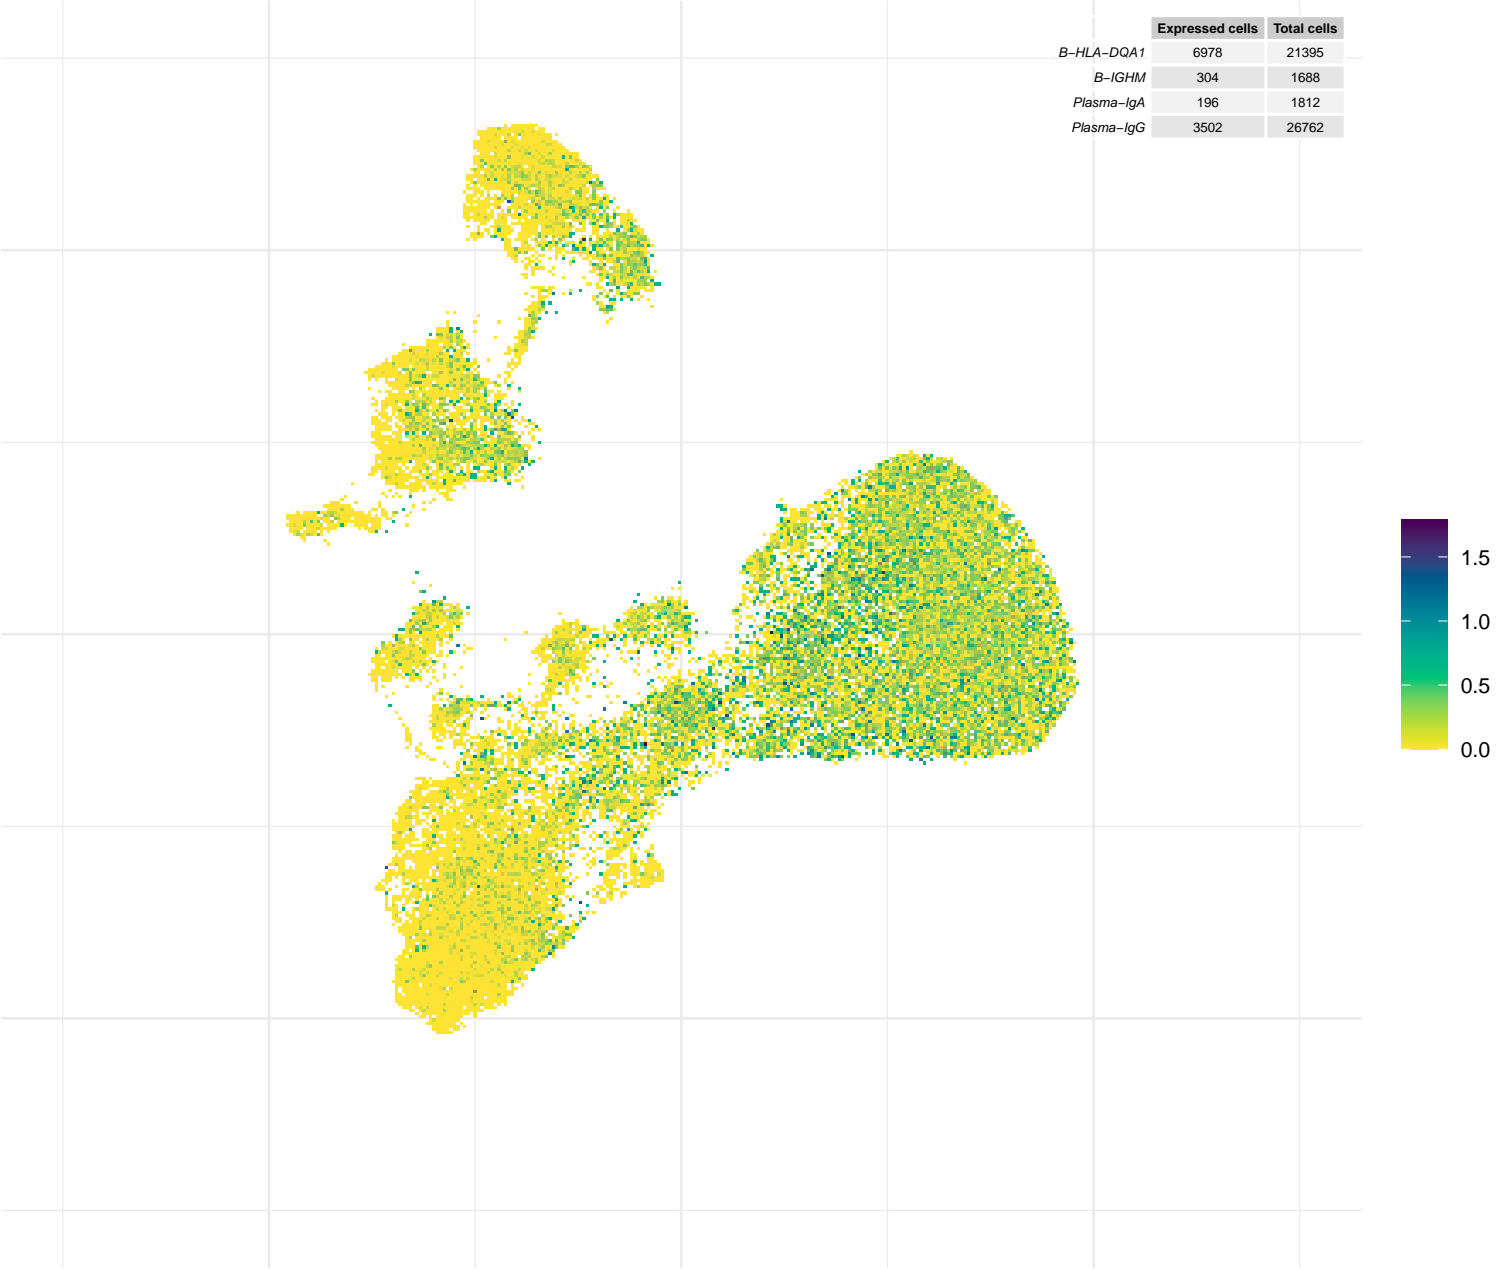 Expressed cells Total cells
B−HLA−DQA1 6978 21395
B−IGHM 304 1688
Plasma−IgA 196 1812
Plasma−IgG 3502 26762
1.5
1.0
0.5
0.0